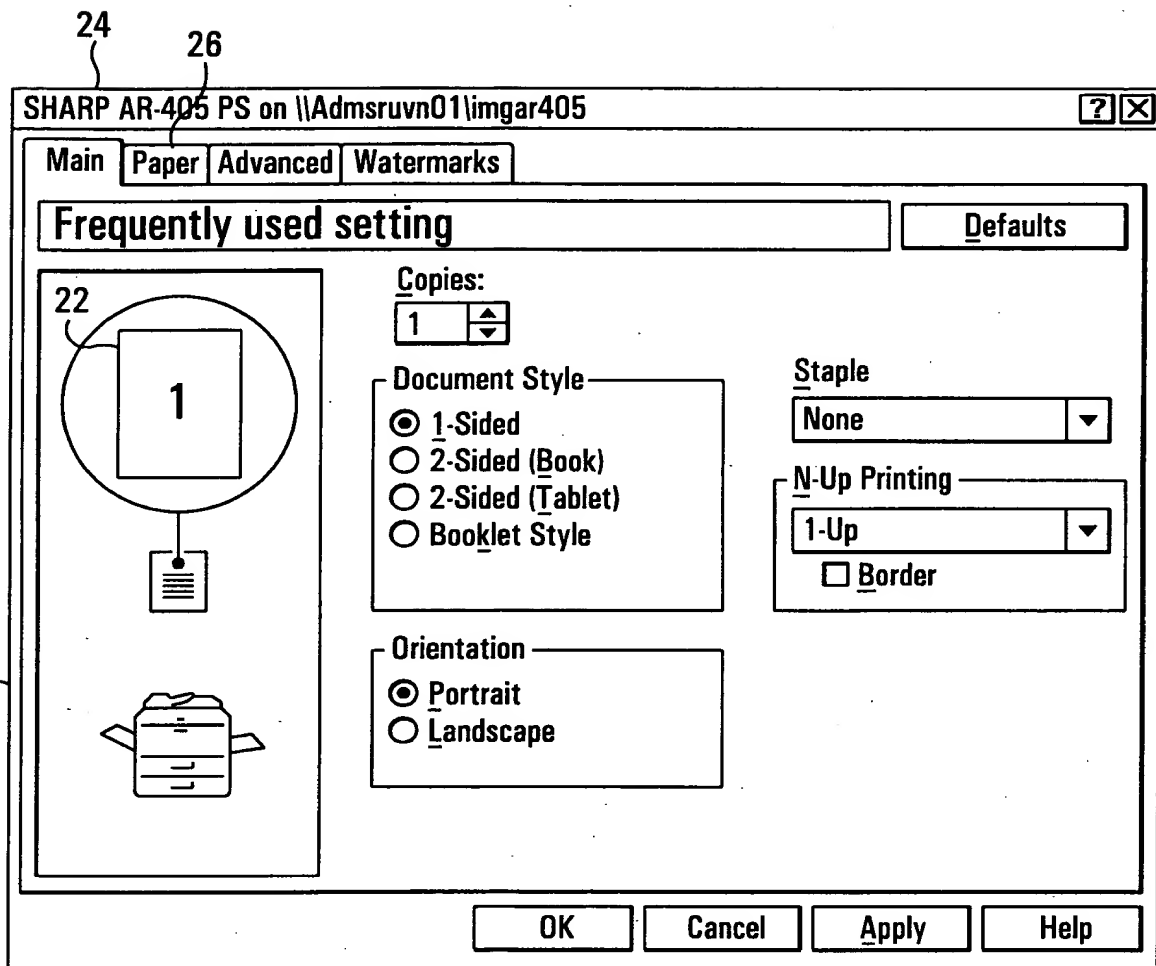 24
26
SHARP AR-405 PS on \\Admsruvn01\imgar405
Main Paper Advanced Watermarks
Frequently used setting
Defaults
22
1
Copies:
1
Document Style
1-Sided
2-Sided (Book)
2-Sided (Tablet)
Booklet Style
Staple
None
N-Up Printing
1-Up
Border
Orientation
Portrait
Landscape
OK Cancel Apply Help